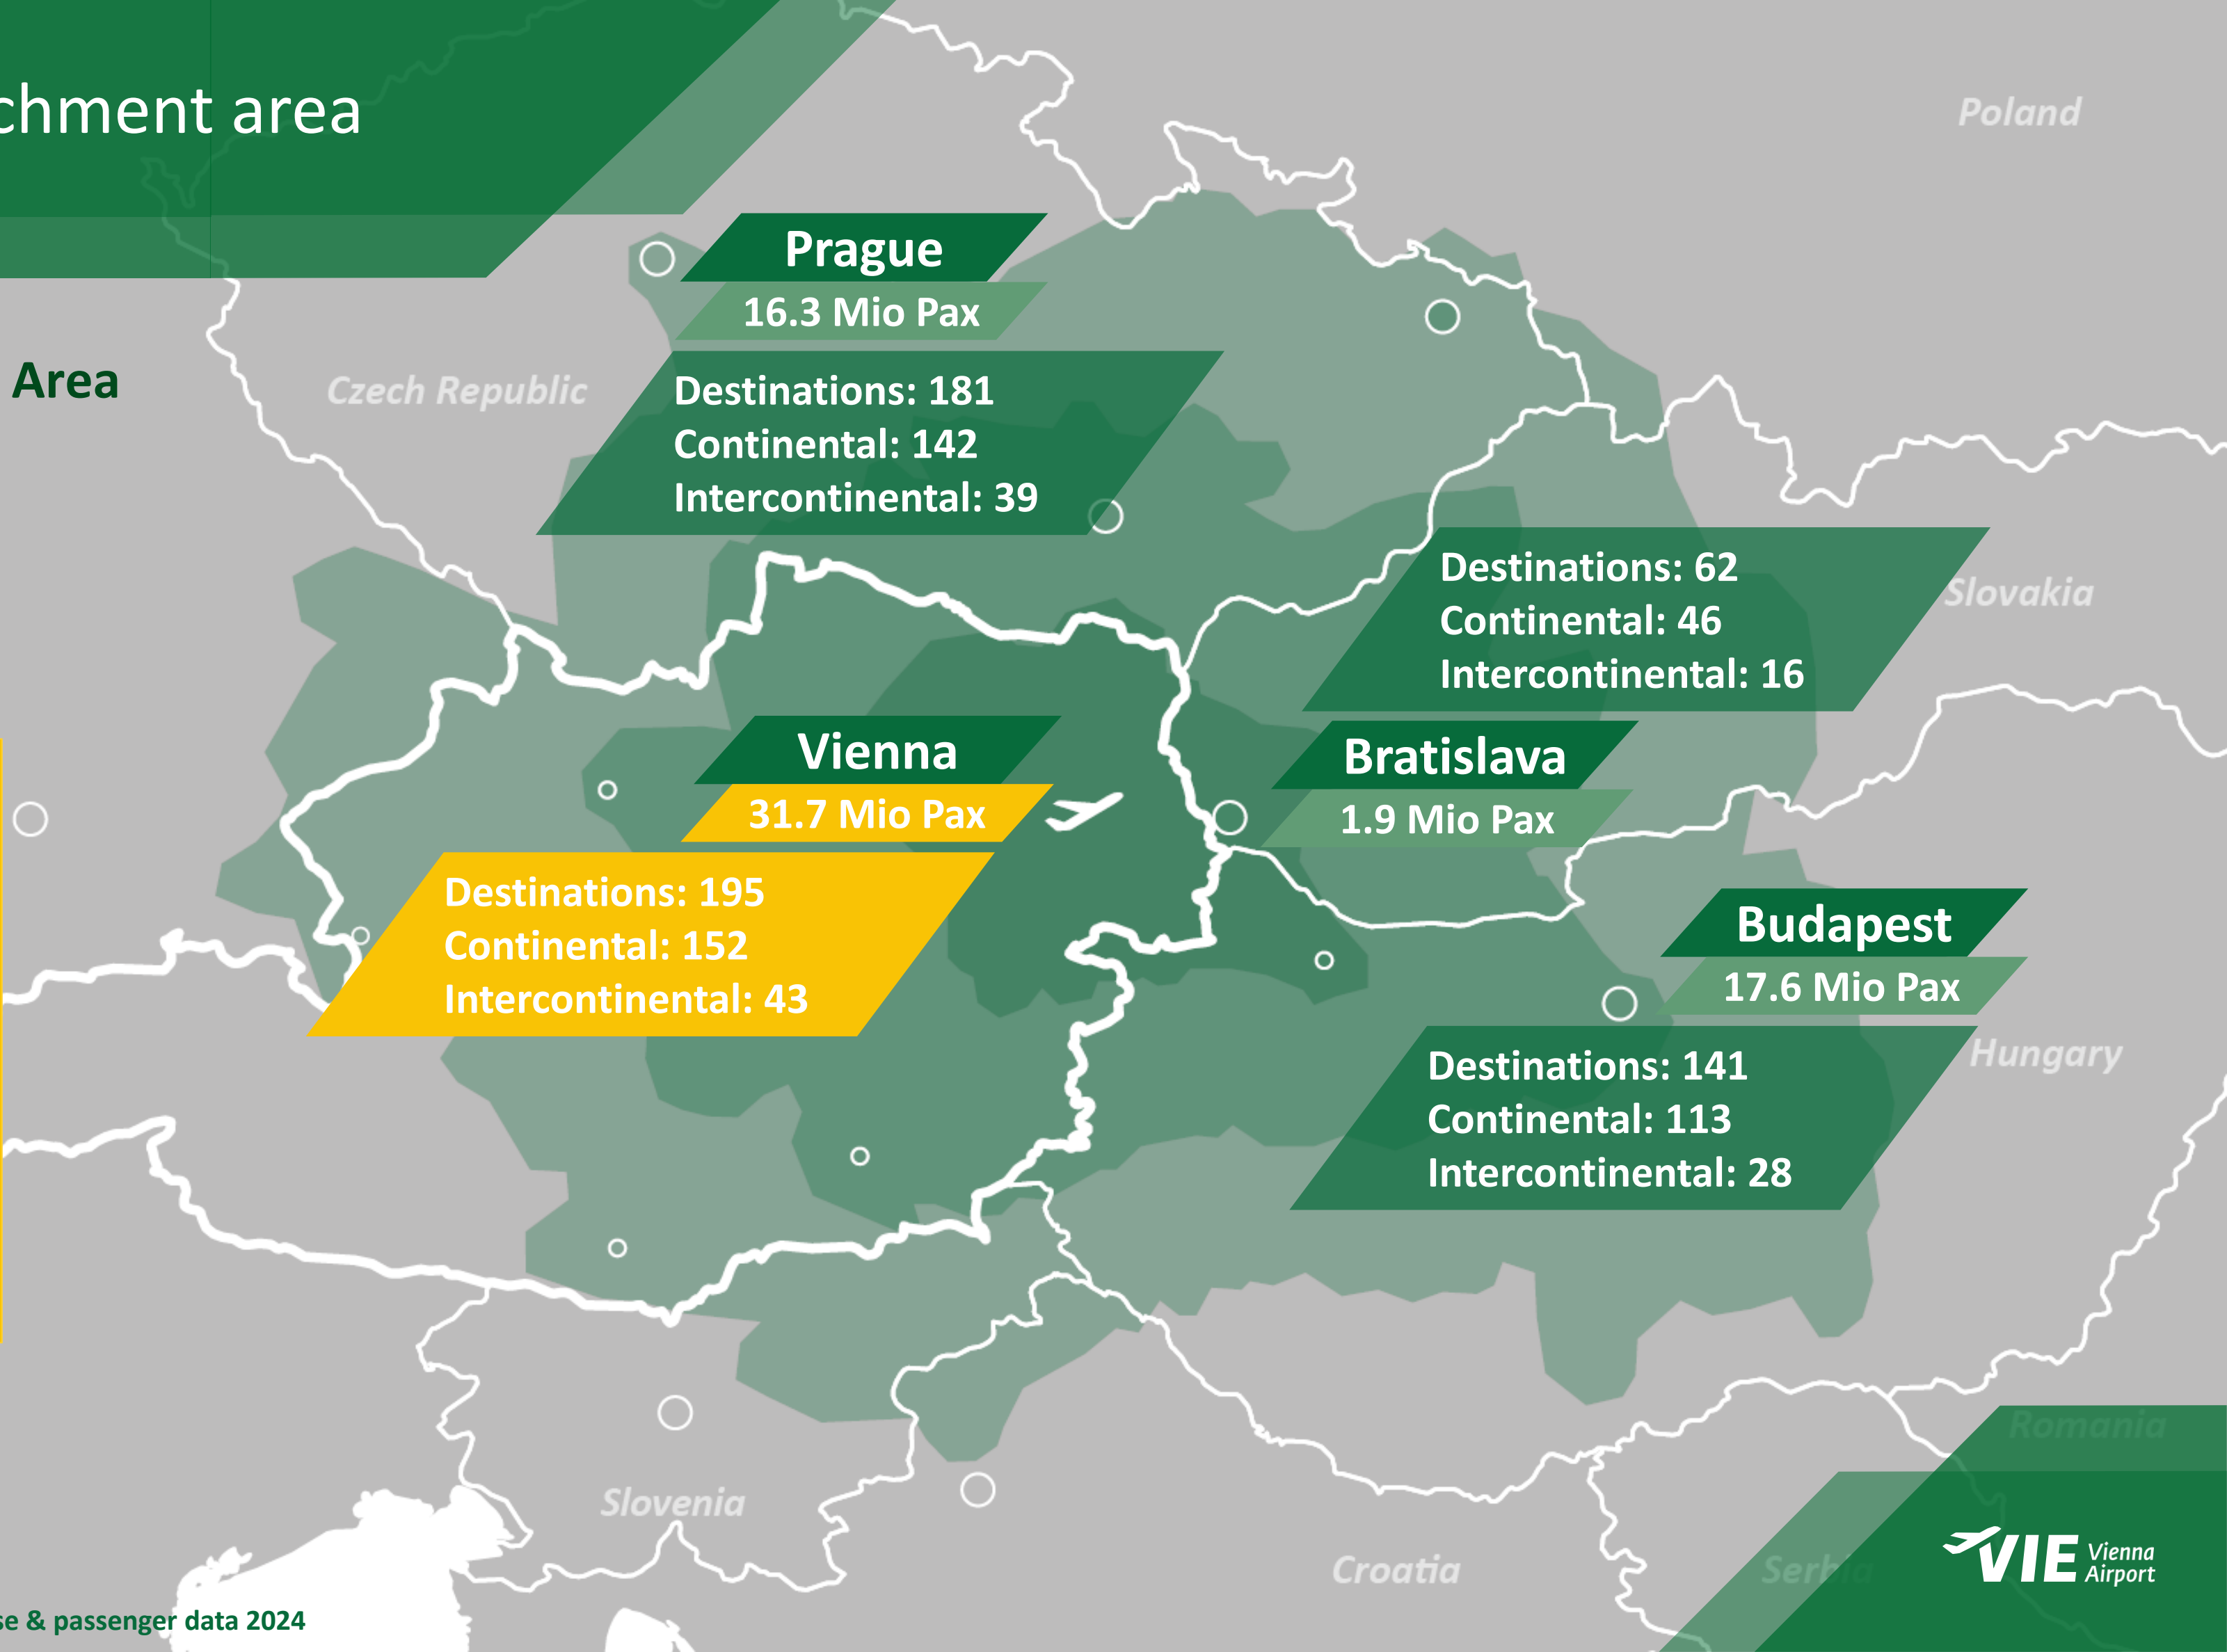 chment area
Poland
Prague
16.3 Mio Pax
Area
Czech Republic
Destinations: 181
Continental: 142
Intercontinental: 39
Destinations: 62
Continental: 46
Intercontinental: 16
Slovakia
Vienna
31.7 Mio Pax
Bratislava
1.9 Mio Pax
Destinations: 195
Continental: 152
Intercontinental: 43
Budapest
17.6 Mio Pax
Hungary
Destinations: 141
Continental: 113
Intercontinental: 28
Romania
Slovenia
Croatia
Serbia
VIE Vienna
Airport
se & passenger data 2024